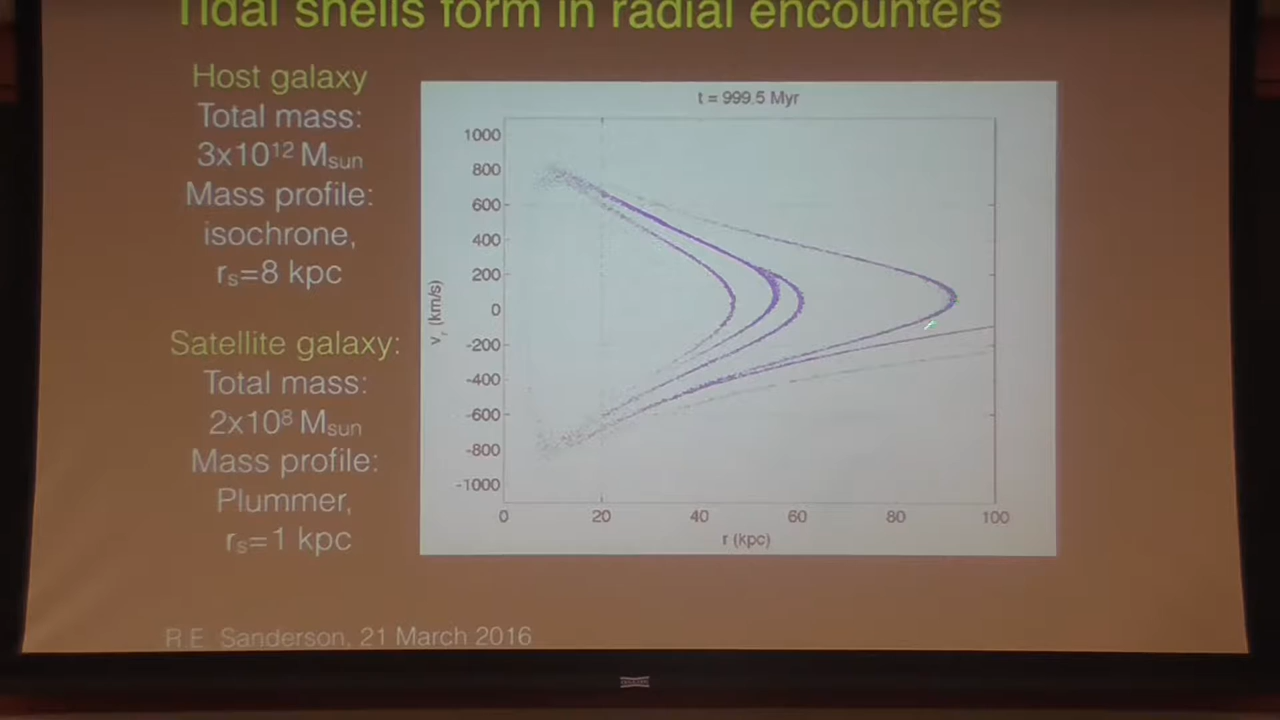 Tidal shells form in radial encounters
Host galaxy
Total mass:
3x10¹² Msun
Mass profile:
isochrone,
rs=8 kpc
Satellite galaxy:
Total mass:
2x10⁸ Msun
Mass profile:
Plummer,
rs=1 kpc
t = 999.5 Myr
1000
800
600
400
200
0
-200
-400
-600
-800
-1000
vr (km/s)
0 20 40 60 80 100
r (kpc)
R.E. Sanderson, 21 March 2016